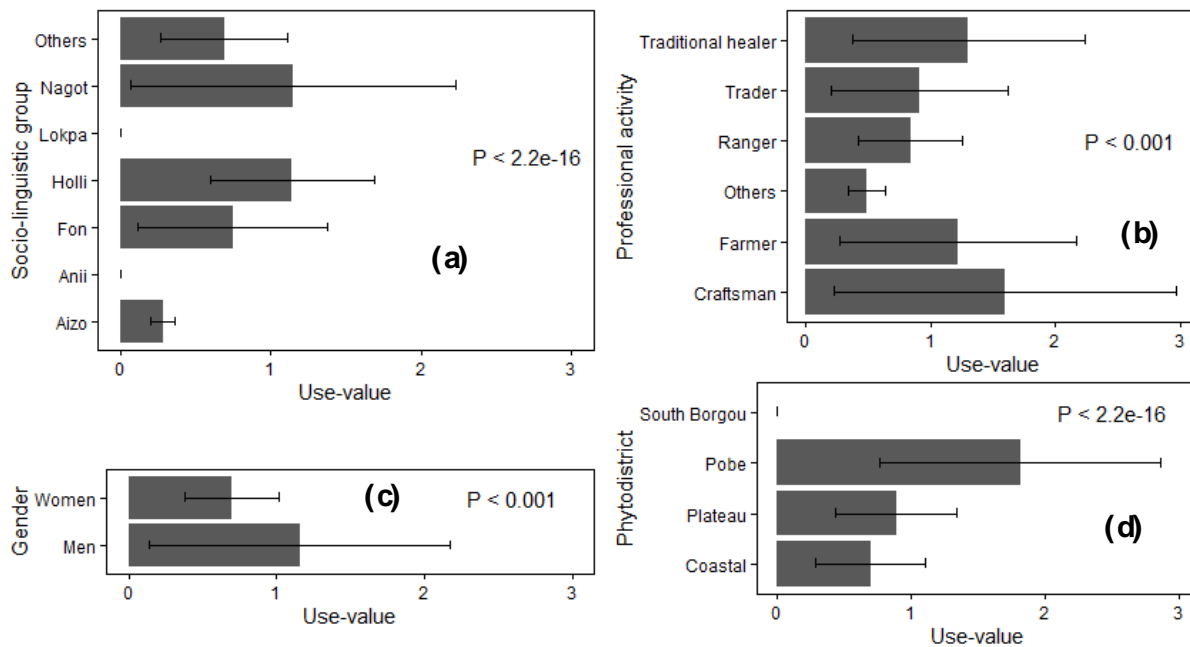 Socio-linguistic group
Others
Nagot
Lokpa
Holli
Fon
Anii
Aizo
P < 2.2e-16
(a)
0 1 2 3
Use-value
Professional activity
Traditional healer
Trader
Ranger
Others
Farmer
Craftsman
P < 0.001
(b)
0 1 2 3
Use-value
Gender
Women
Men
(c)
P < 0.001
0 1 2 3
Use-value
Phytodistrict
South Borgou
Pobe
Plateau
Coastal
P < 2.2e-16
(d)
0 1 2 3
Use-value